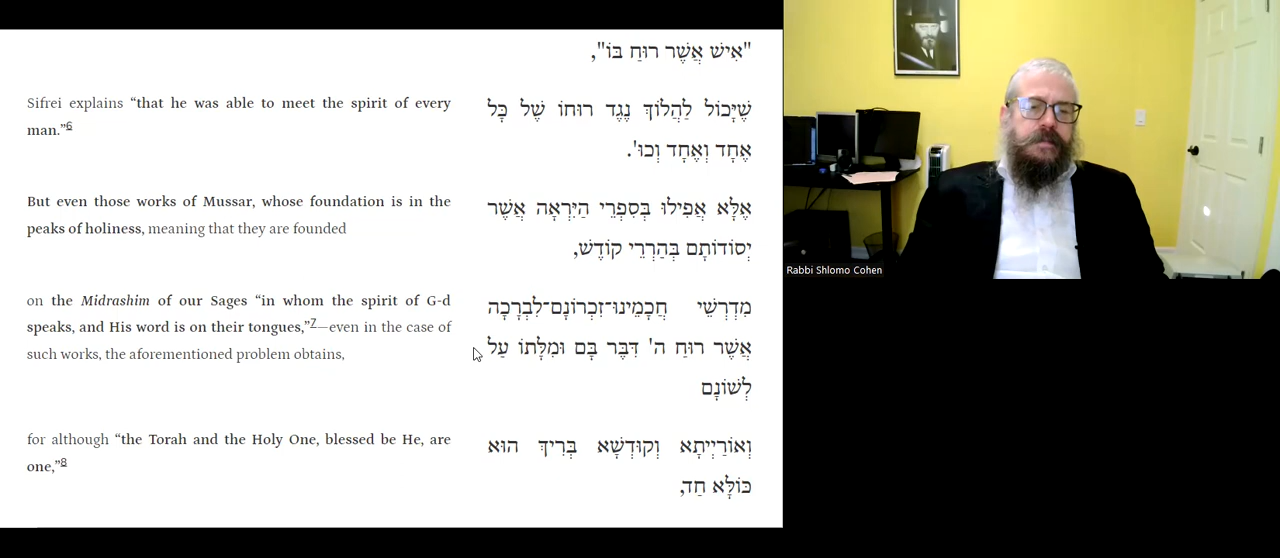 "אִישׁ אֲשֶׁר רוּחַ בּוֹ",
Sifrei explains “that he was able to meet the spirit of every
man.”6
שֶׁיָּכוֹל לַהֲלוֹךְ נֶגֶד רוּחוֹ שֶׁל כָּל
אֶחָד וְאֶחָד וְכוּ'.
But even those works of Mussar, whose foundation is in the
peaks of holiness, meaning that they are founded
אֶלָּא אֲפִילוּ בְּסִפְרֵי הַיִּרְאָה אֲשֶׁר
יְסוֹדוֹתָם בְּהַרְרֵי קוֹדֶשׁ,
on the Midrashim of our Sages “in whom the spirit of G-d
speaks, and His word is on their tongues,”7—even in the case of
such works, the aforementioned problem obtains,
מִדְרְשֵׁי חֲכָמֵינוּ־זִכְרוֹנָם־לִבְרָכָה
אֲשֶׁר רוּחַ ה' דִּבֶּר בָּם וּמִלָּתוֹ עַל
לְשׁוֹנָם
for although “the Torah and the Holy One, blessed be He, are
one,”8
וְאוֹרַיְיתָא וְקוּדְשָׁא בְּרִיךְ הוּא
כּוֹלָּא חַד,
Rabbi Shlomo Cohen